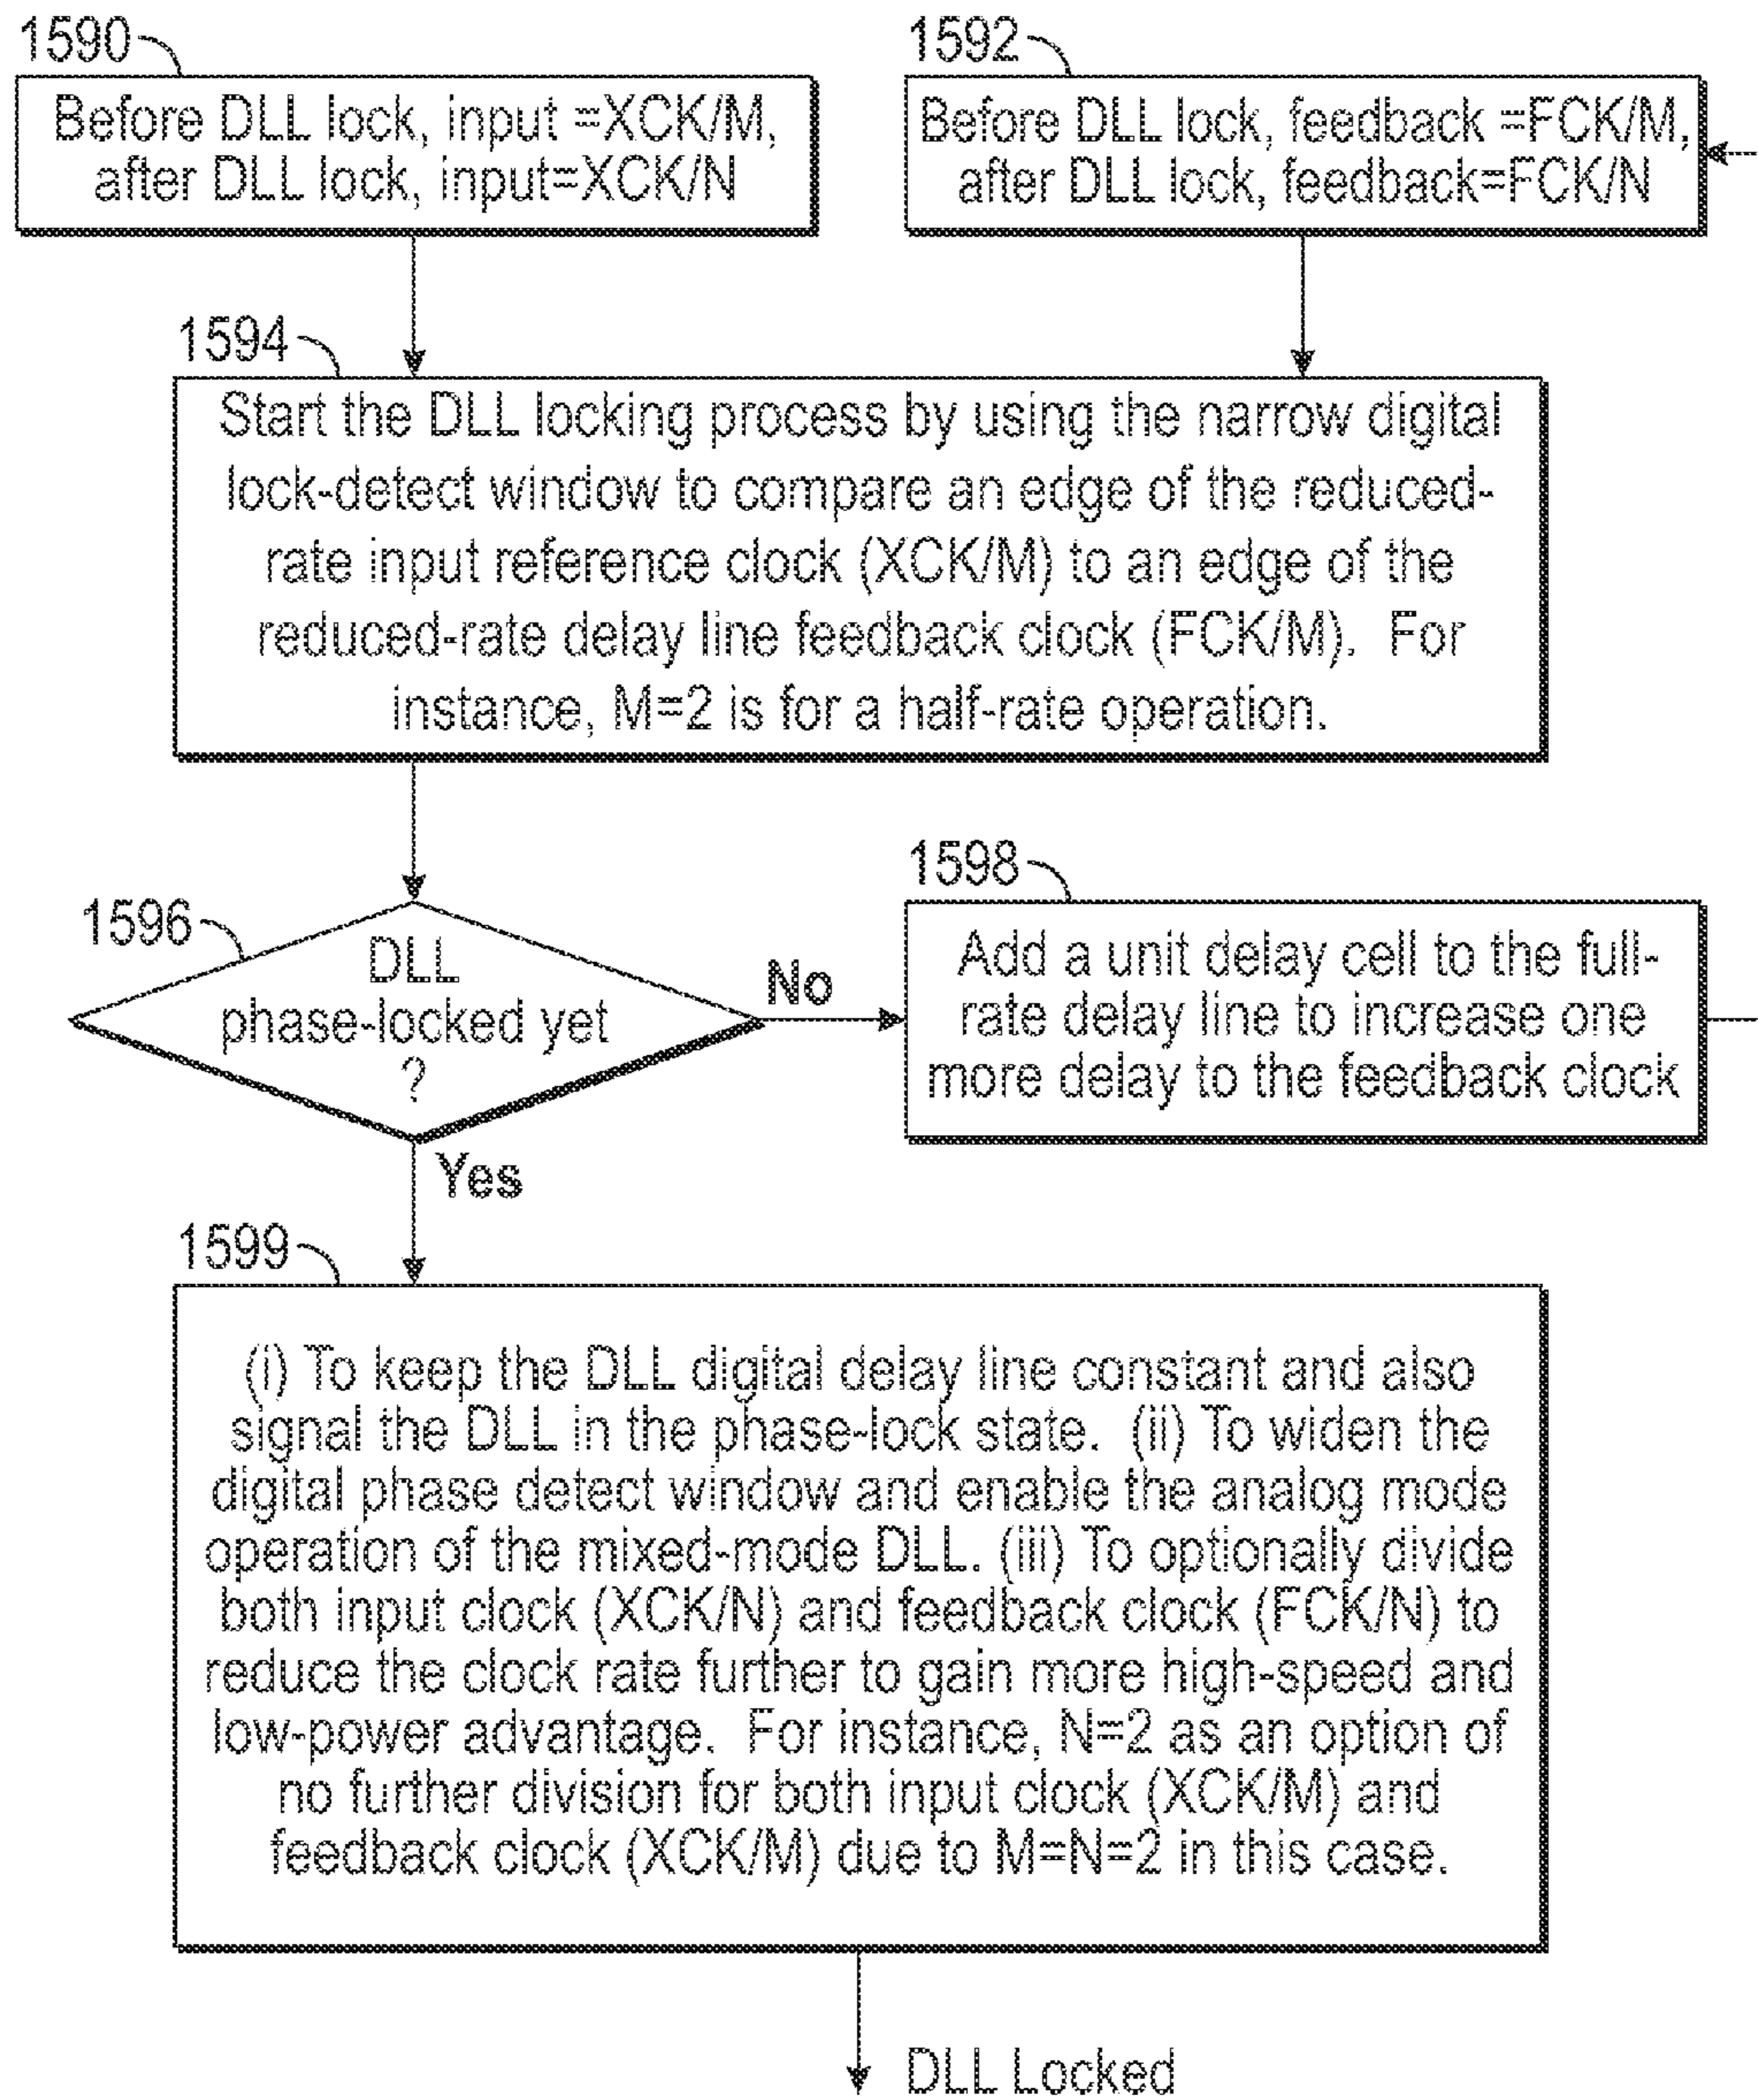 1590
Before DLL lock, input =XCK/M,
after DLL lock, input=XCK/N
1592
Before DLL lock, feedback =FCK/M,
after DLL lock, feedback=FCK/N
1594
Start the DLL locking process by using the narrow digital
lock-detect window to compare an edge of the reduced-
rate input reference clock (XCK/M) to an edge of the
reduced-rate delay line feedback clock (FCK/M). For
instance, M=2 is for a half-rate operation.
1596
DLL
phase-locked yet
?
No
Yes
1598
Add a unit delay cell to the full-
rate delay line to increase one
more delay to the feedback clock
1599
(i) To keep the DLL digital delay line constant and also
signal the DLL in the phase-lock state. (ii) To widen the
digital phase detect window and enable the analog mode
operation of the mixed-mode DLL. (iii) To optionally divide
both input clock (XCK/N) and feedback clock (FCK/N) to
reduce the clock rate further to gain more high-speed and
low-power advantage. For instance, N=2 as an option of
no further division for both input clock (XCK/M) and
feedback clock (XCK/M) due to M=N=2 in this case.
DLL Locked